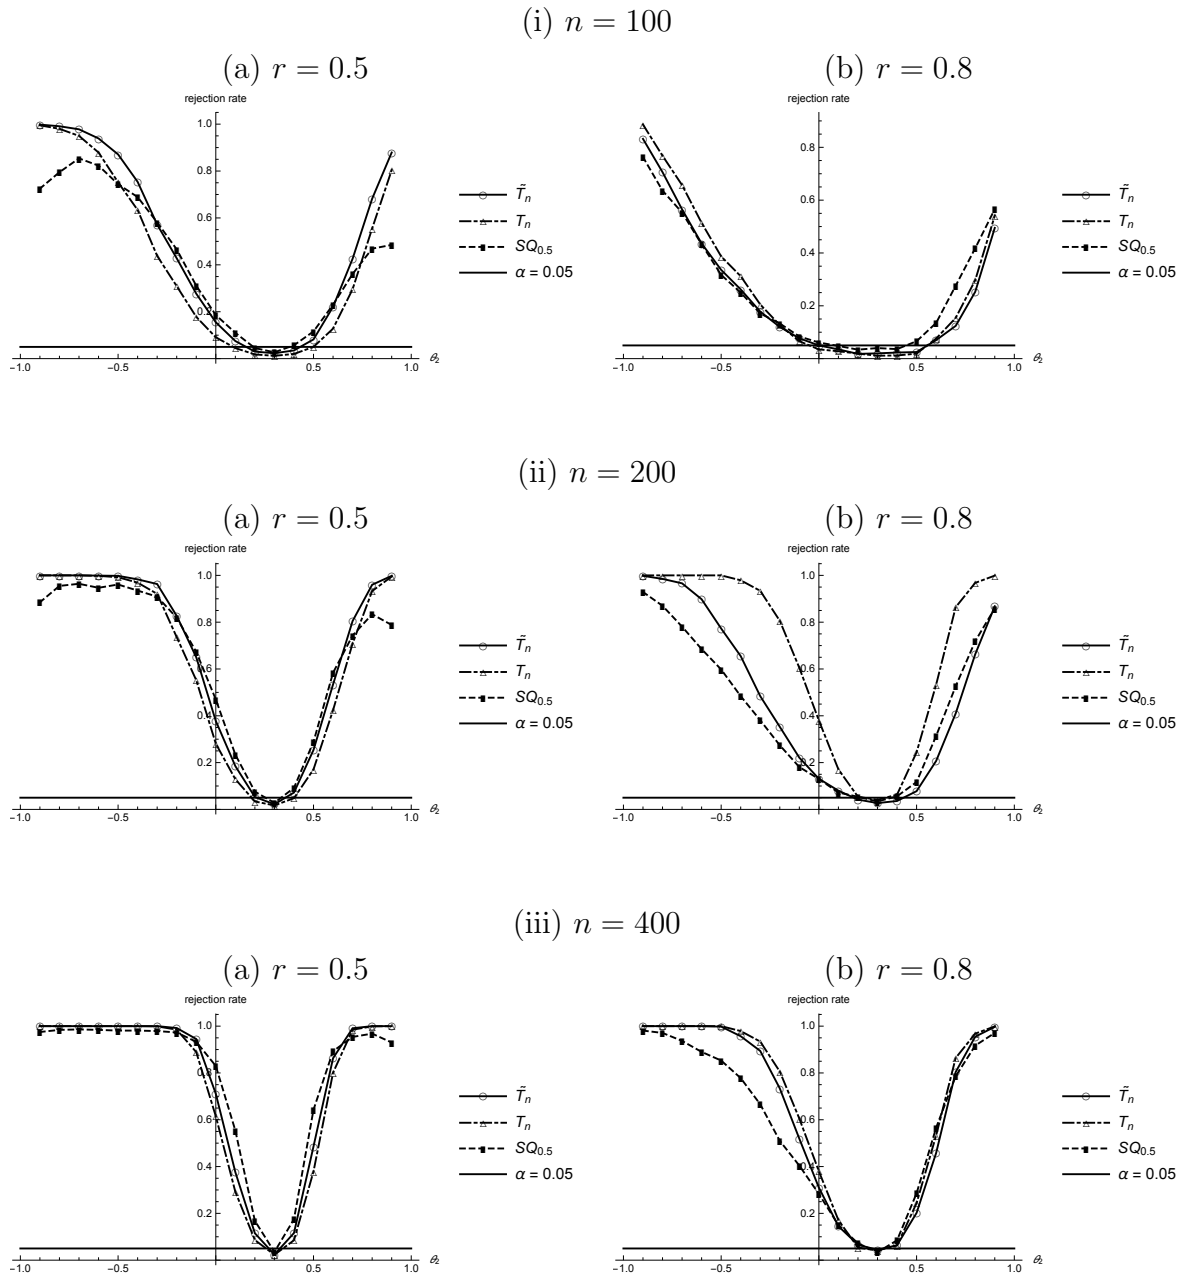 (i) n = 100
(a) r = 0.5
(b) r = 0.8
rejection rate
1.0
0.8
0.6
0.4
0.2
−1.0
−0.5
0.5
1.0
θ₂
T̃ₙ
Tₙ
SQ₀.₅
α = 0.05
rejection rate
0.8
0.6
0.4
0.2
−1.0
−0.5
0.5
1.0
θ₂
T̃ₙ
Tₙ
SQ₀.₅
α = 0.05
(ii) n = 200
(a) r = 0.5
(b) r = 0.8
rejection rate
1.0
0.8
0.6
0.4
0.2
−1.0
−0.5
0.5
1.0
θ₂
T̃ₙ
Tₙ
SQ₀.₅
α = 0.05
rejection rate
1.0
0.8
0.6
0.4
0.2
−1.0
−0.5
0.5
1.0
θ₂
T̃ₙ
Tₙ
SQ₀.₅
α = 0.05
(iii) n = 400
(a) r = 0.5
(b) r = 0.8
rejection rate
1.0
0.8
0.6
0.4
0.2
−1.0
−0.5
0.5
1.0
θ₂
T̃ₙ
Tₙ
SQ₀.₅
α = 0.05
rejection rate
1.0
0.8
0.6
0.4
0.2
−1.0
−0.5
0.5
1.0
θ₂
T̃ₙ
Tₙ
SQ₀.₅
α = 0.05